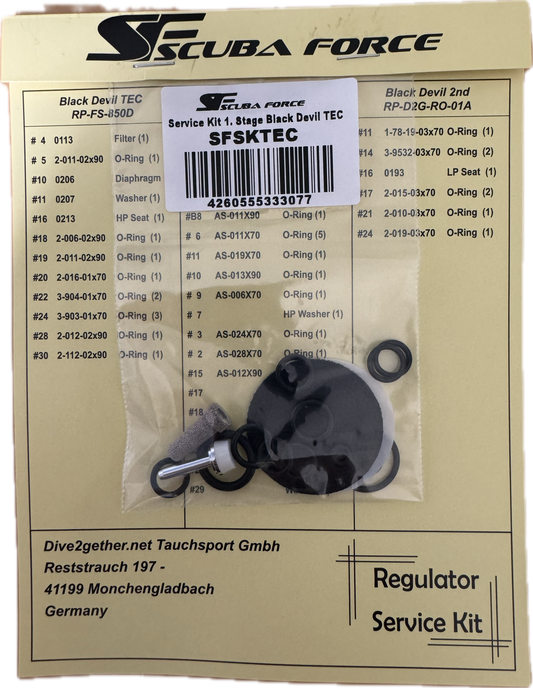 SF SCUBA FORCE
Black Devil TEC
RP-FS-850D
# 4 0113 Filter (1)
# 5 2-011-02x90 O-Ring (1)
#10 0206 Diaphragm
#11 0207 Washer (1)
#16 0213 HP Seat (1)
#18 2-006-02x90 O-Ring (1)
#19 2-011-02x90 O-Ring (1)
#20 2-016-01x70 O-Ring (1)
#22 3-904-01x70 O-Ring (2)
#24 3-903-01x70 O-Ring (3)
#28 2-012-02x90 O-Ring (1)
#30 2-112-02x90 O-Ring (1)
SF SCUBA FORCE
Service Kit 1. Stage Black Devil TEC
SFSKTEC
4260555333077
#B8 AS-011X90 O-Ring (1)
# 6 AS-011X70 O-Ring (5)
#11 AS-019X70 O-Ring (1)
#10 AS-013X90 O-Ring (1)
# 9 AS-006X70 O-Ring (1)
# 7 HP Washer (1)
# 3 AS-024X70 O-Ring (1)
# 2 AS-028X70 O-Ring (1)
#15 AS-012X90
#17
#18
#29
Black Devil 2nd
RP-D2G-RO-01A
#11 1-78-19-03x70 O-Ring (1)
#14 3-9532-03x70 O-Ring (2)
#16 0193 LP Seat (1)
#17 2-015-03x70 O-Ring (2)
#21 2-010-03x70 O-Ring (1)
#24 2-019-03x70 O-Ring (1)
Dive2gether.net Tauchsport Gmbh
Reststrauch 197 -
41199 Monchengladbach
Germany
Regulator
Service Kit